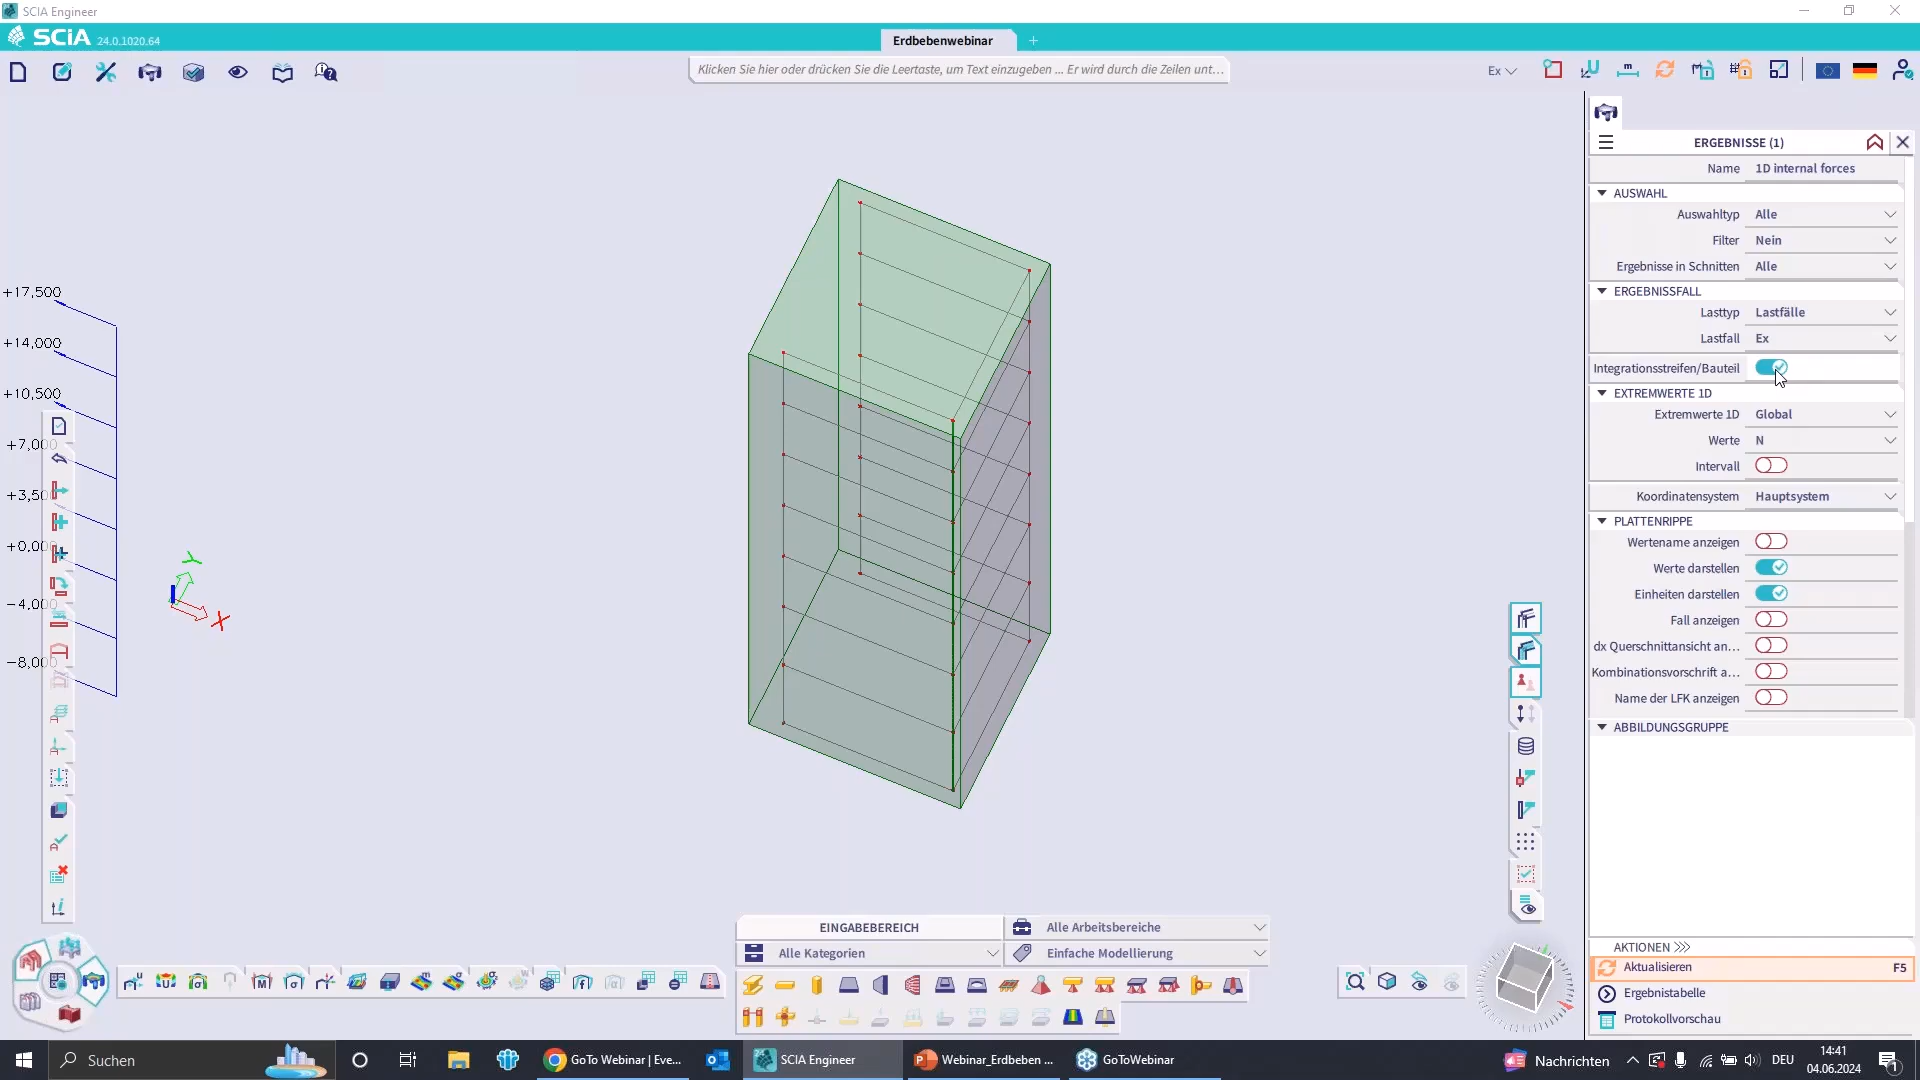 SCIA Engineer
SCiA 24.0.1020.64
Erdbebenwebinar
Klicken Sie hier oder drücken Sie die Leertaste, um Text einzugeben ... Er wird durch die Zeilen unt...
Ex
ERGEBNISSE (1)
Name 1D internal forces
AUSWAHL
Auswahltyp Alle
Filter Nein
Ergebnisse in Schnitten Alle
ERGEBNISSFALL
Lasttyp Lastfälle
Lastfall Ex
Integrationsstreifen/Bauteil
EXTREMWERTE 1D
Extremwerte 1D Global
Werte N
Intervall
Koordinatensystem Hauptsystem
PLATTENRIPPE
Wertename anzeigen
Werte darstellen
Einheiten darstellen
Fall anzeigen
dx Querschnittansicht an...
Kombinationsvorschrift a...
Name der LFK anzeigen
ABBILDUNGSGRUPPE
AKTIONEN >>>
Aktualisieren F5
Ergebnistabelle
Protokollvorschau
+17,500
+14,000
+10,500
+7,000
+3,50
+0,00
-4,000
-8,000
Y
X
EINGABEBEREICH
Alle Arbeitsbereiche
Alle Kategorien
Einfache Modellierung
Suchen
GoTo Webinar | Eve...
SCIA Engineer
Webinar_Erdbeben ...
GoToWebinar
Nachrichten
DEU
14:41
04.06.2024
1